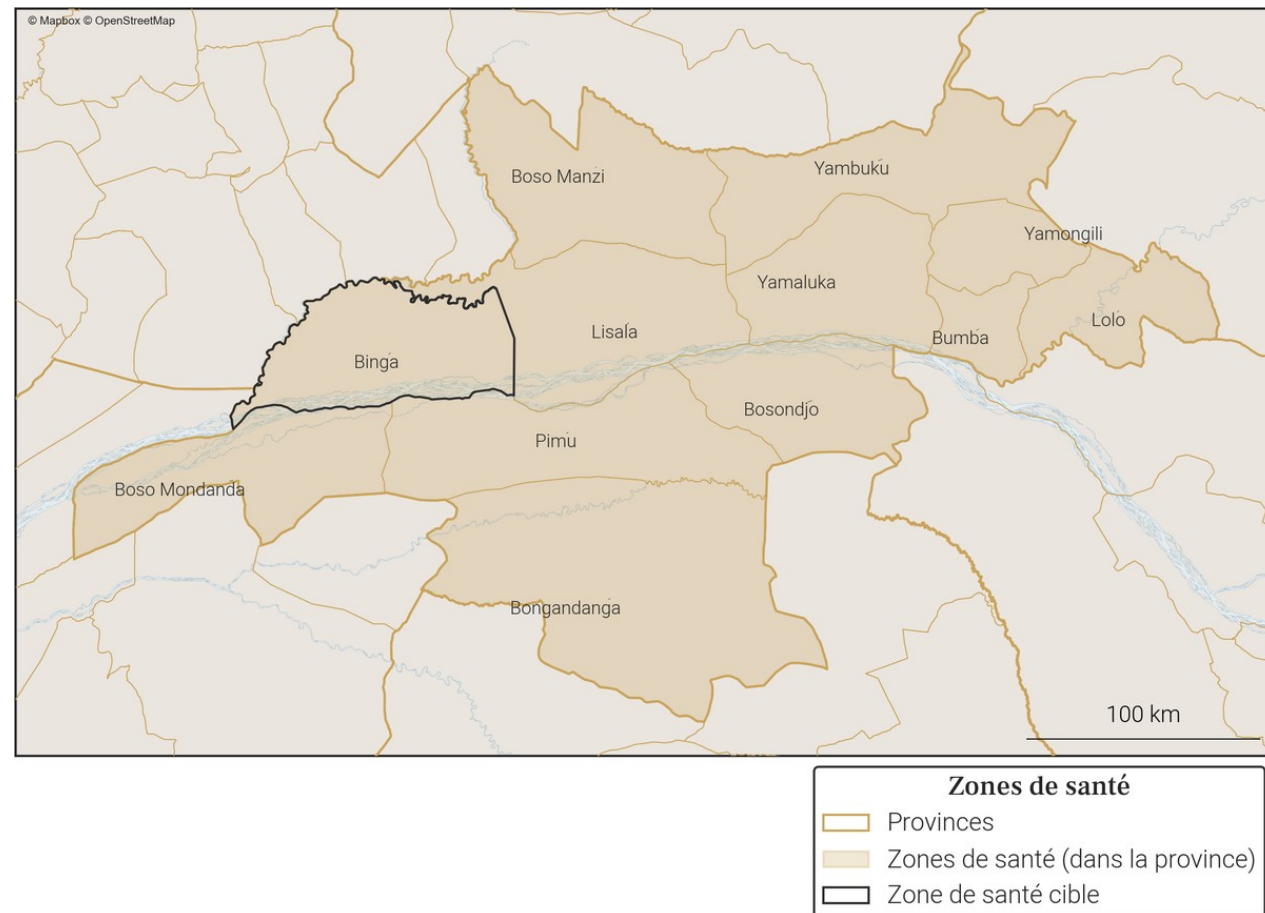 © Mapbox © OpenStreetMap
Boso Manzi
Yambuku
Yamongili
Yamaluka
Lolo
Lisala
Bumba
Binga
Bosondjo
Pimu
Boso Mondanda
Bongandanga
100 km
Zones de santé
Provinces
Zones de santé (dans la province)
Zone de santé cible